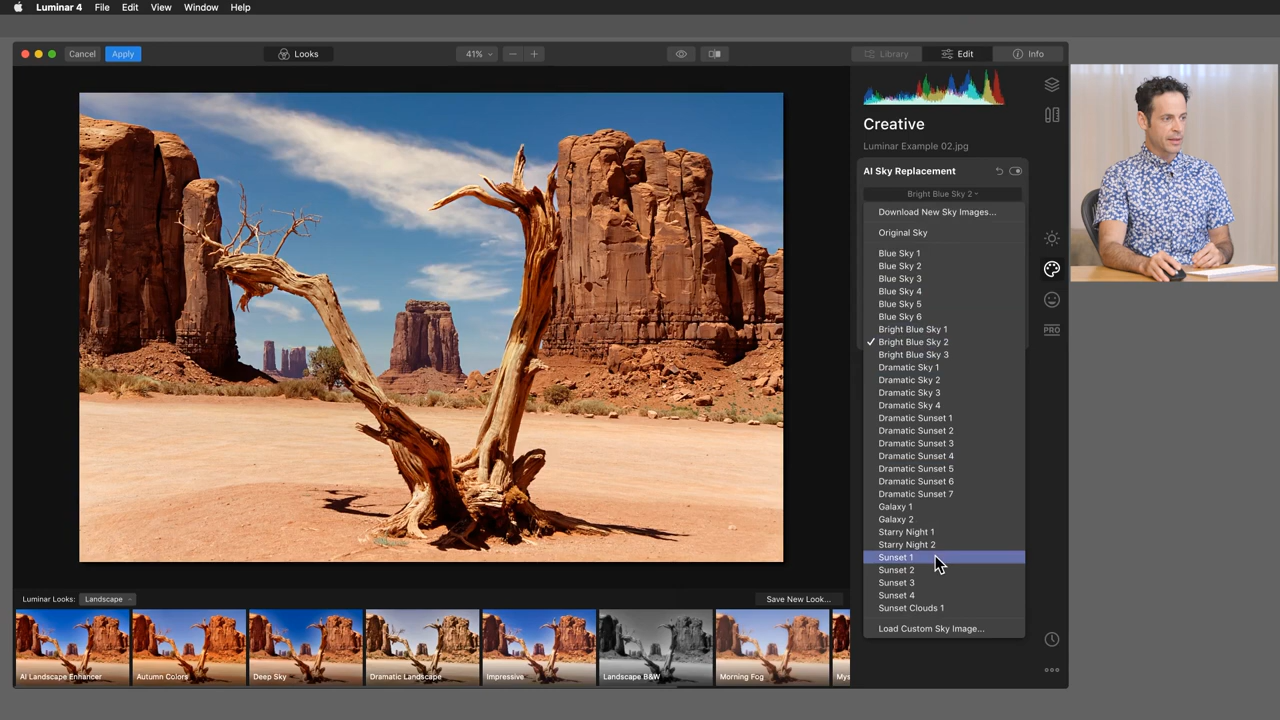 Luminar 4 File Edit View Window Help
Cancel Apply Looks 41% Library Edit Info
Creative
Luminar Example 02.jpg
AI Sky Replacement
Bright Blue Sky 2
Download New Sky Images...
Original Sky
Blue Sky 1
Blue Sky 2
Blue Sky 3
Blue Sky 4
Blue Sky 5
Blue Sky 6
Bright Blue Sky 1
Bright Blue Sky 2
Bright Blue Sky 3
Dramatic Sky 1
Dramatic Sky 2
Dramatic Sky 3
Dramatic Sky 4
Dramatic Sunset 1
Dramatic Sunset 2
Dramatic Sunset 3
Dramatic Sunset 4
Dramatic Sunset 5
Dramatic Sunset 6
Dramatic Sunset 7
Galaxy 1
Galaxy 2
Starry Night 1
Starry Night 2
Sunset 1
Sunset 2
Sunset 3
Sunset 4
Sunset Clouds 1
Load Custom Sky Image...
PRO
Luminar Looks: Landscape Save New Look...
AI Landscape Enhancer Autumn Colors Deep Sky Dramatic Landscape Impressive Landscape B&W Morning Fog Mys